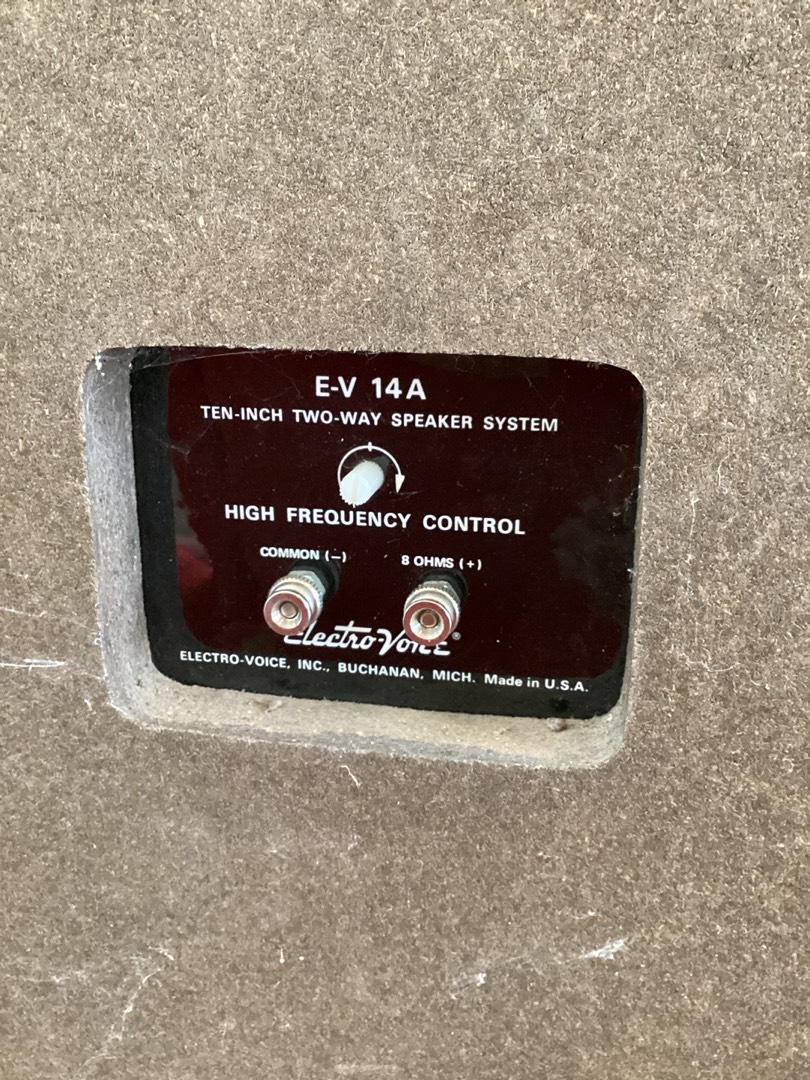 E-V 14A
TEN-INCH TWO-WAY SPEAKER SYSTEM
HIGH FREQUENCY CONTROL
COMMON (−) 8 OHMS (+)
Electro-Voice®
ELECTRO-VOICE, INC., BUCHANAN, MICH. Made in U.S.A.